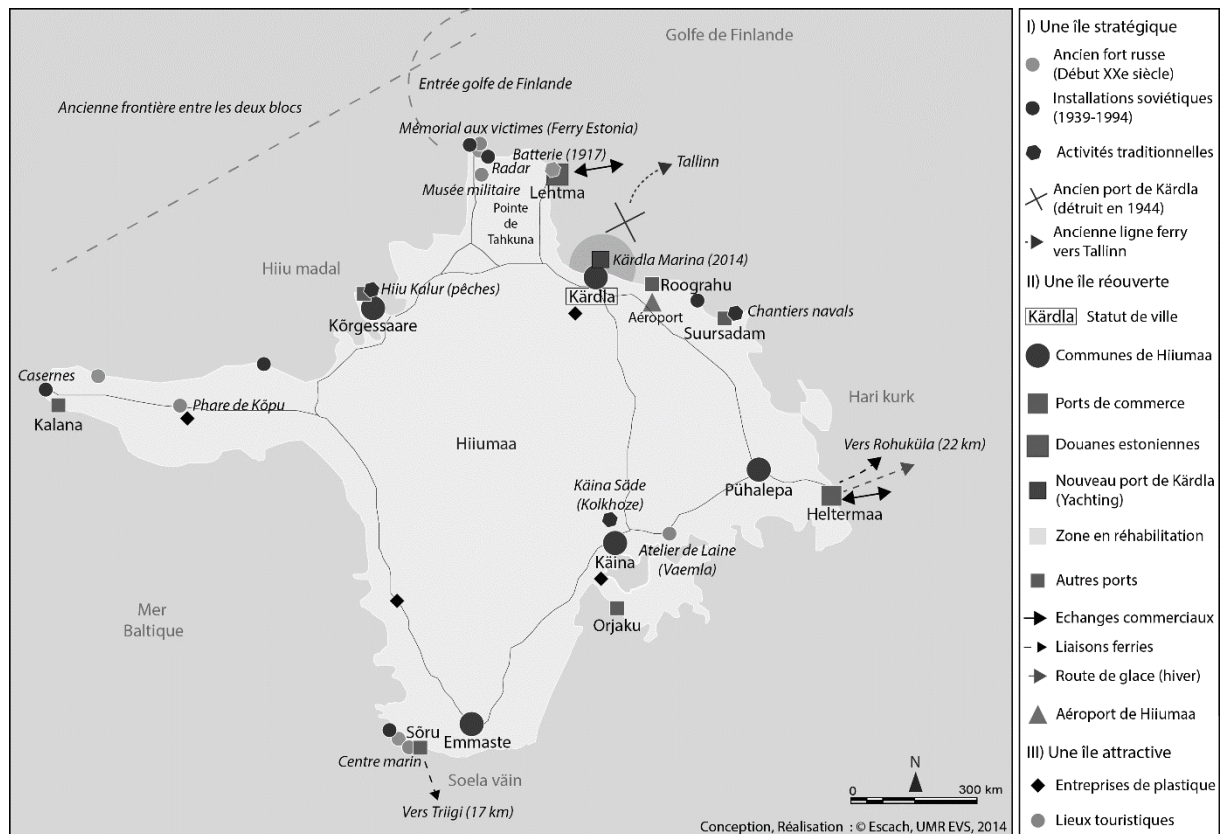 Golfe de Finlande
Entrée golfe de Finlande
Ancienne frontière entre les deux blocs
Mémorial aux victimes (Ferry Estonia)
Batterie (1917)
Tallinn
Radar
Musée militaire
Lehtma
Pointe
de
Tahkuna
Hiiu madal
Kärdla Marina (2014)
Hiiu Kalur (pêches)
Roograhu
Kärdla
Chantiers navals
Aéroport
Kõrgessaare
Suursadam
Casernes
Phare de Kõpu
Hari kurk
Kalana
Hiiumaa
Vers Rohuküla (22 km)
Käina Säde
(Kolkhoze)
Pühalepa
Heltermaa
Käina
Atelier de Laine
(Vaemla)
Mer
Baltique
Orjaku
Sõru
Emmaste
Centre marin
Soela väin
Vers Triigi (17 km)
N
0
300 km
Conception, Réalisation : © Escach, UMR EVS, 2014
I) Une île stratégique
Ancien fort russe
(Début XXe siècle)
Installations soviétiques
(1939-1994)
Activités traditionnelles
Ancien port de Kärdla
(détruit en 1944)
Ancienne ligne ferry
vers Tallinn
II) Une île réouverte
Kärdla Statut de ville
Communes de Hiiumaa
Ports de commerce
Douanes estoniennes
Nouveau port de Kärdla
(Yachting)
Zone en réhabilitation
Autres ports
Echanges commerciaux
Liaisons ferries
Route de glace (hiver)
Aéroport de Hiiumaa
III) Une île attractive
Entreprises de plastique
Lieux touristiques